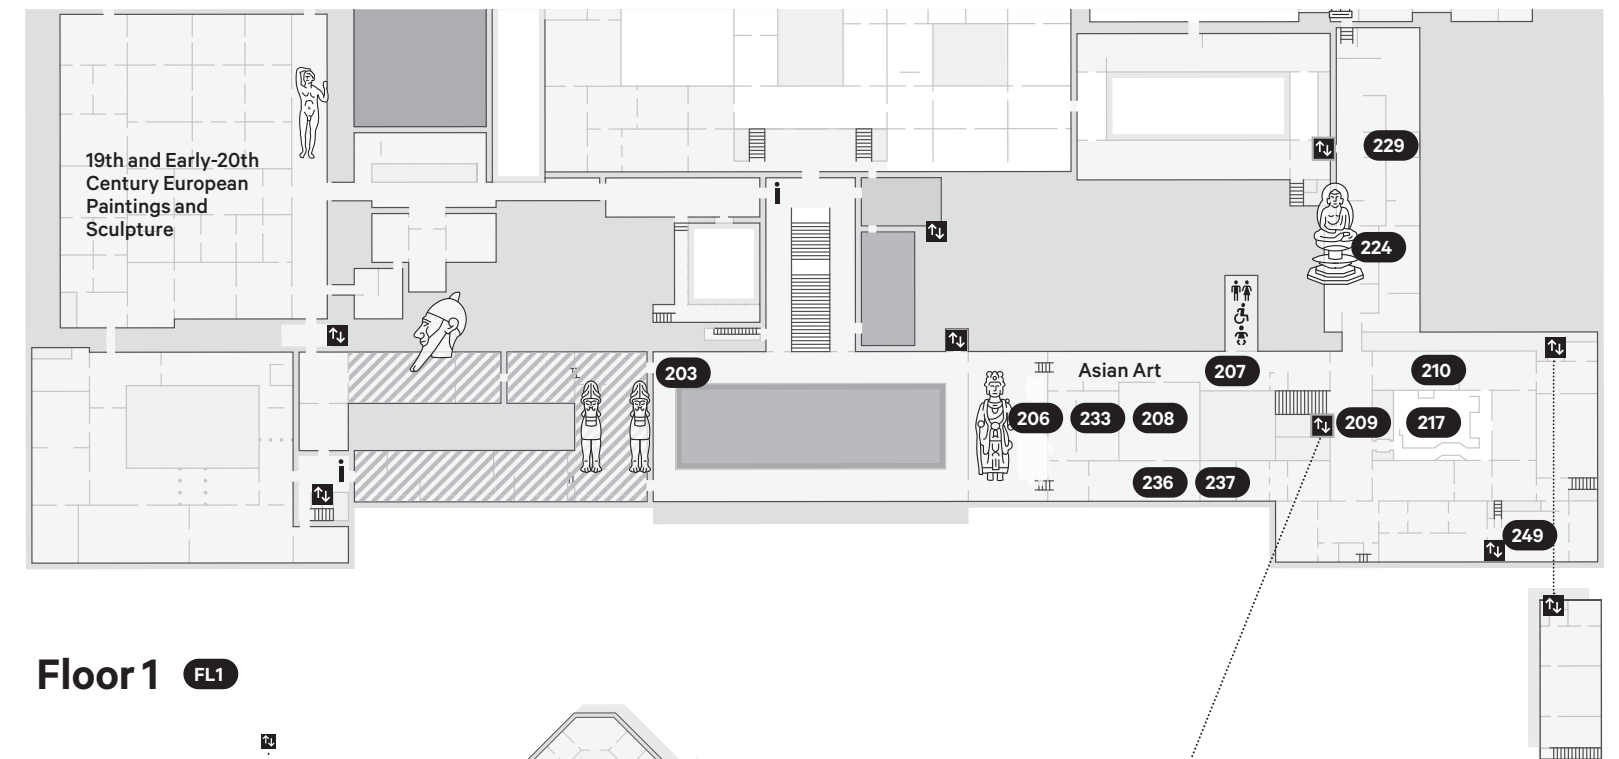 19th and Early-20th
Century European
Paintings and
Sculpture
i
229
224
203
Asian Art
207
210
206
233
208
209
217
i
236
237
249
Floor 1
FL1